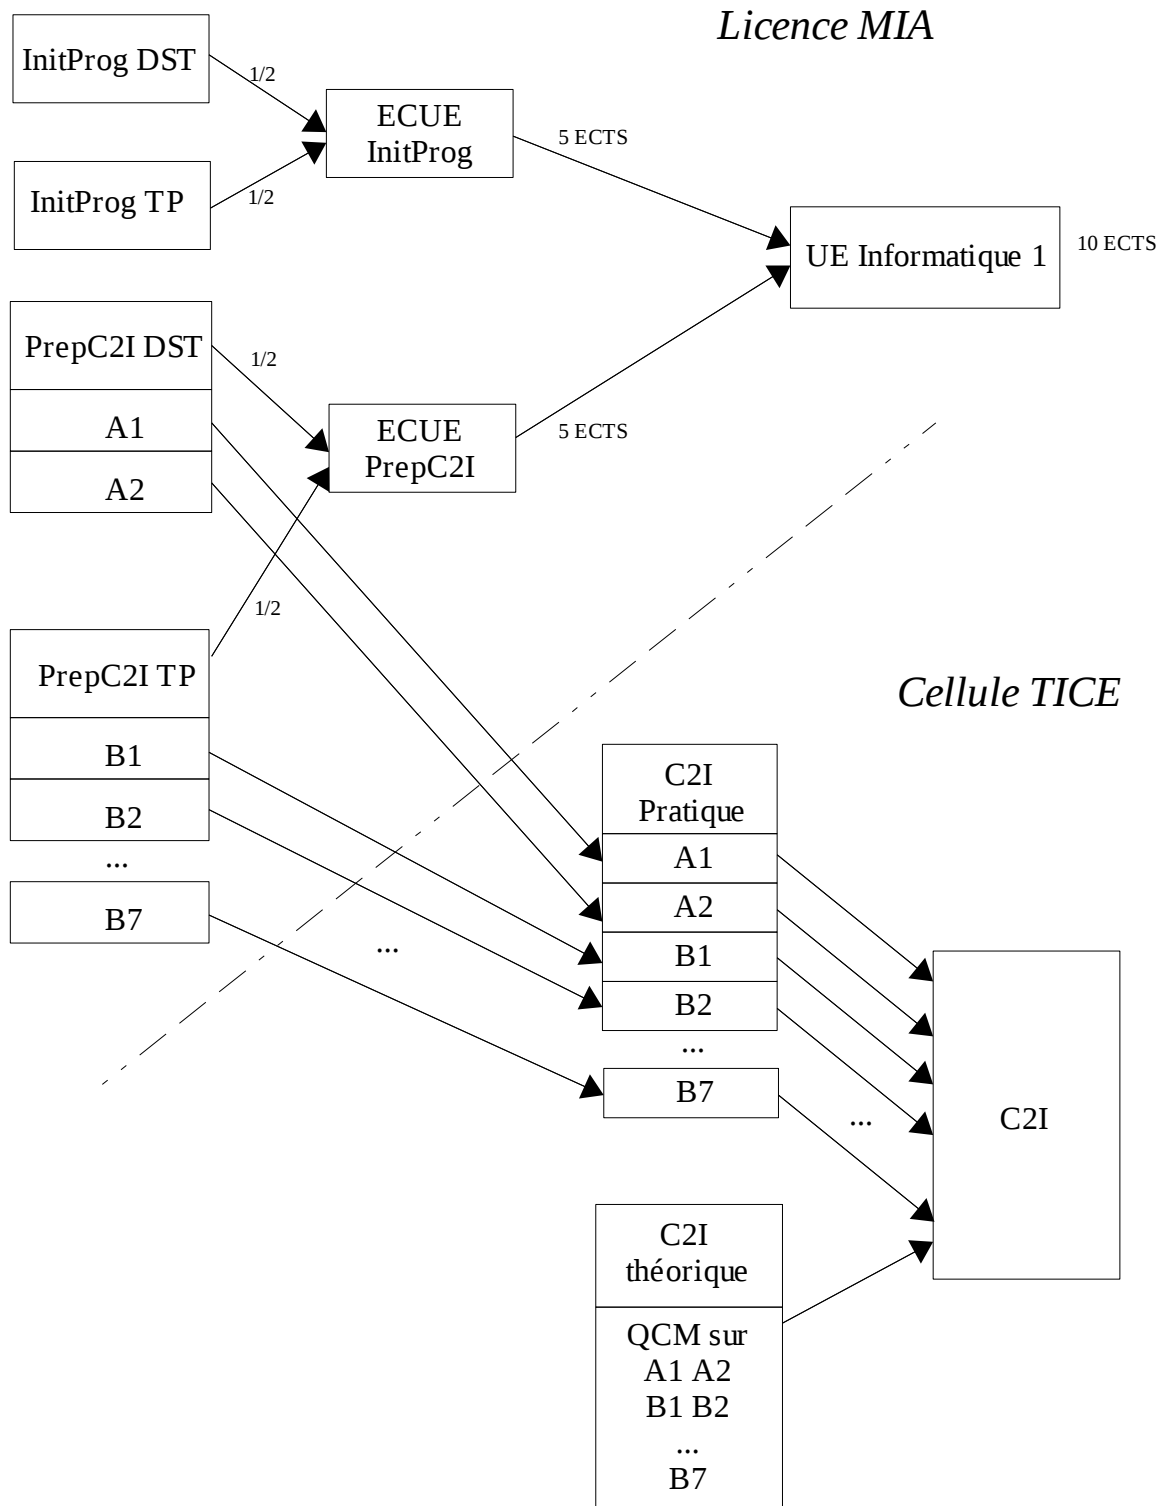 Licence MIA
InitProg DST
1/2
ECUE
InitProg
5 ECTS
InitProg TP
1/2
UE Informatique 1
10 ECTS
PrepC2I DST
1/2
A1
A2
ECUE
PrepC2I
5 ECTS
1/2
PrepC2I TP
B1
B2
...
B7
...
Cellule TICE
C2I
Pratique
A1
A2
B1
B2
...
B7
...
C2I
C2I
théorique
QCM sur
A1 A2
B1 B2
...
B7